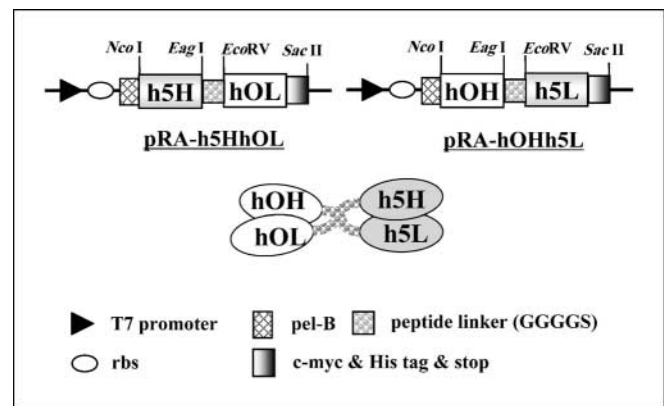 Nco I Eag I EcoRV Sac II Nco I Eag I EcoRV Sac II
h5H hOL hOH h5L
pRA-h5HhOL pRA-hOHh5L
hOH h5H
hOL h5L
T7 promoter pel-B peptide linker (GGGGS)
rbs c-myc & His tag & stop